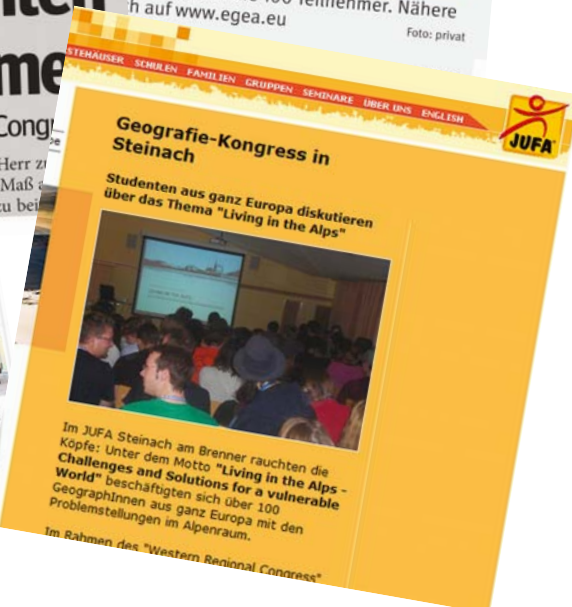 Teilnehmer. Nähere
h auf www.egea.eu
Foto: privat
me
Cong
Herr z
Maß a
zu bei
STEHÄUSER SCHULEN FAMILIEN GRUPPEN SEMINARE ÜBER UNS ENGLISH
JUFA
Geografie-Kongress in
Steinach
Studenten aus ganz Europa diskutieren
über das Thema "Living in the Alps"
Im JUFA Steinach am Brenner rauchten die
Köpfe: Unter dem Motto "Living in the Alps -
Challenges and Solutions for a vulnerable
World" beschäftigten sich über 100
GeographInnen aus ganz Europa mit den
Problemstellungen im Alpenraum.
Im Rahmen des "Western Regional Congress"